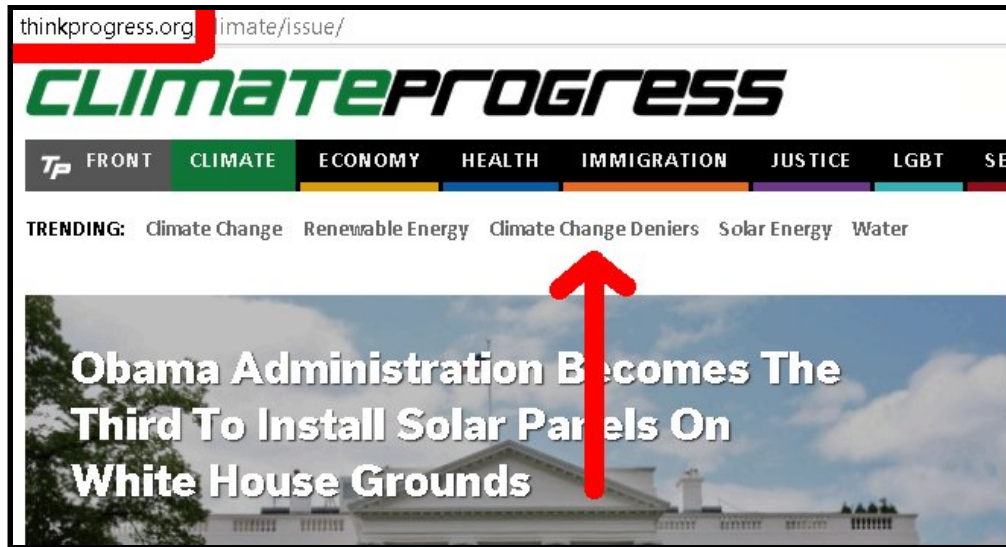 thinkprogress.org/climate/issue/
CLIMATEPROGRESS
TP FRONT CLIMATE ECONOMY HEALTH IMMIGRATION JUSTICE LGBT
TRENDING: Climate Change Renewable Energy Climate Change Deniers Solar Energy Water
Obama Administration Becomes The
Third To Install Solar Panels On
White House Grounds